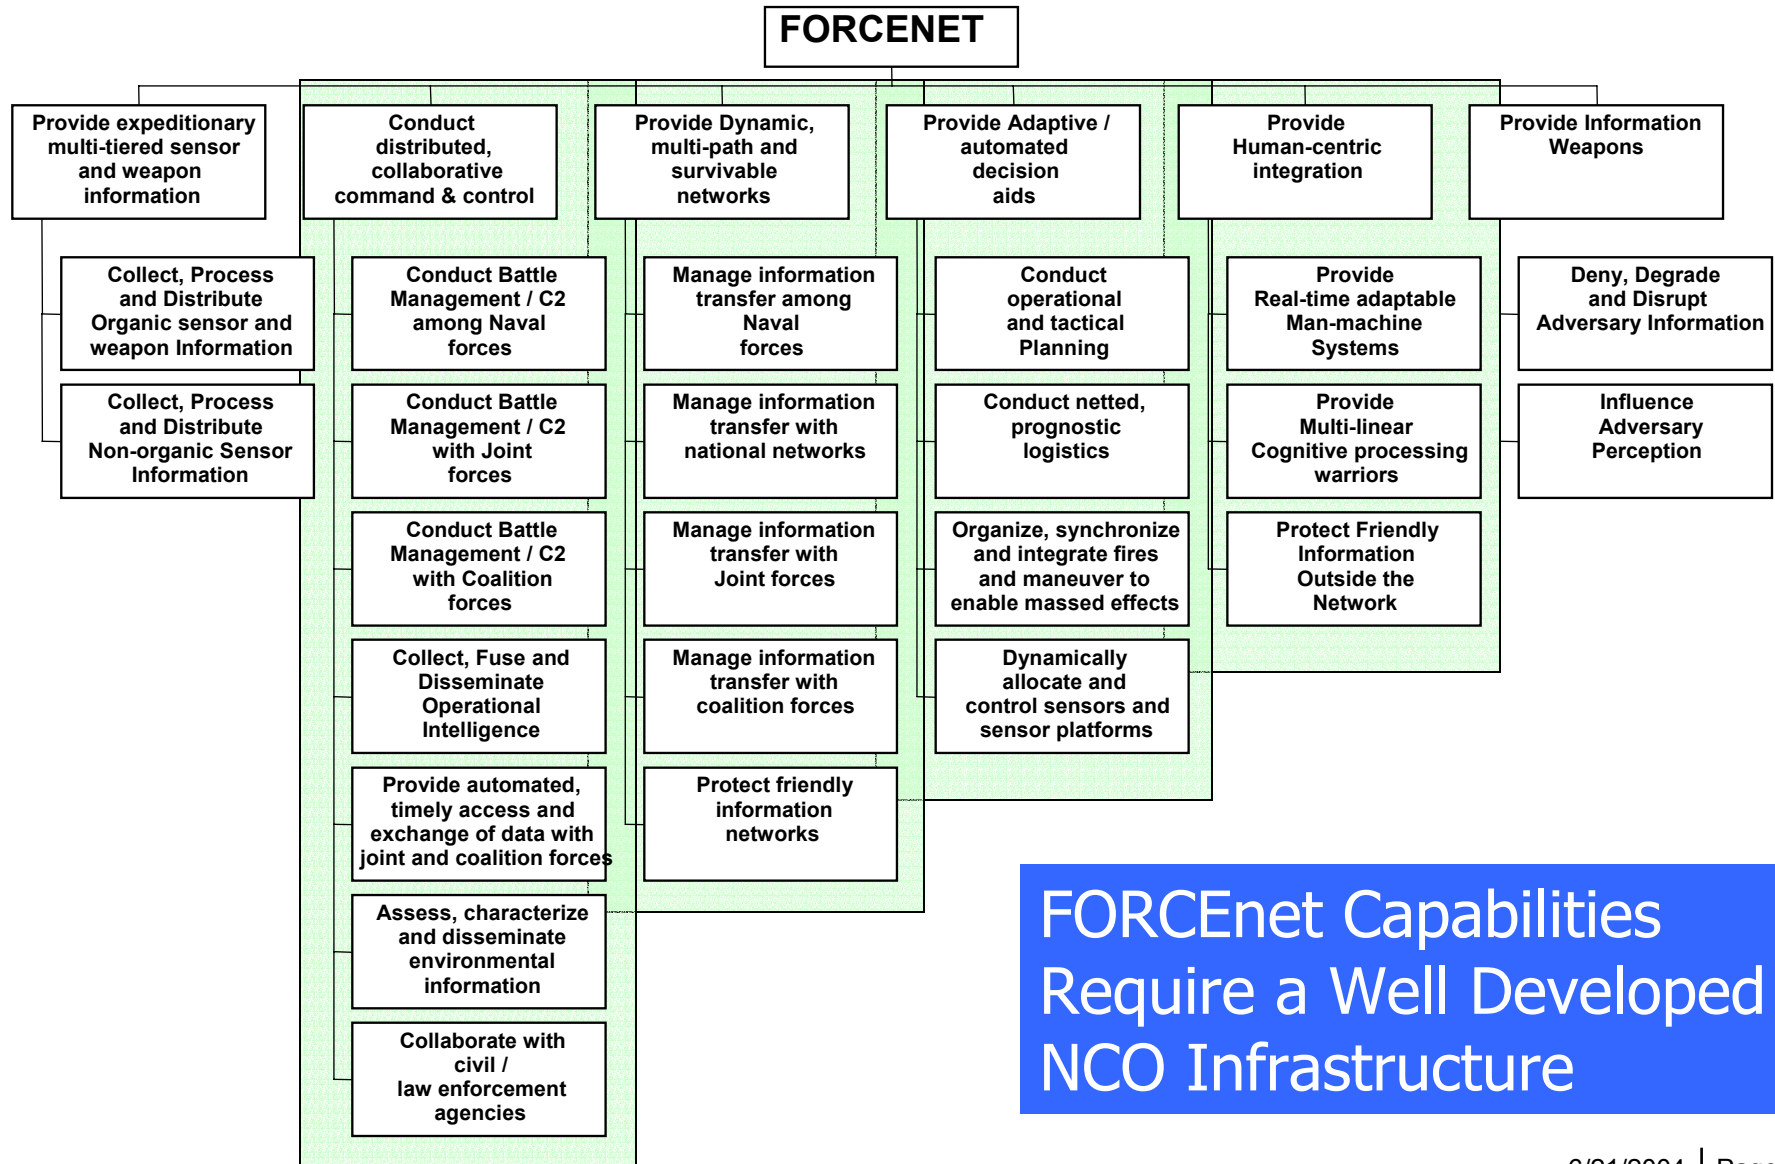 FORCENET
Provide expeditionary
multi-tiered sensor
and weapon
information
Collect, Process
and Distribute
Organic sensor and
weapon Information
Collect, Process
and Distribute
Non-organic Sensor
Information
Conduct
distributed,
collaborative
command & control
Conduct Battle
Management / C2
among Naval
forces
Conduct Battle
Management / C2
with Joint
forces
Conduct Battle
Management / C2
with Coalition
forces
Collect, Fuse and
Disseminate
Operational
Intelligence
Provide automated,
timely access and
exchange of data with
joint and coalition forces
Assess, characterize
and disseminate
environmental
information
Collaborate with
civil /
law enforcement
agencies
Provide Dynamic,
multi-path and
survivable
networks
Manage information
transfer among
Naval
forces
Manage information
transfer with
national networks
Manage information
transfer with
Joint forces
Manage information
transfer with
coalition forces
Protect friendly
information
networks
Provide Adaptive /
automated
decision
aids
Conduct
operational
and tactical
Planning
Conduct netted,
prognostic
logistics
Organize, synchronize
and integrate fires
and maneuver to
enable massed effects
Dynamically
allocate and
control sensors and
sensor platforms
Provide
Human-centric
integration
Provide
Real-time adaptable
Man-machine
Systems
Provide
Multi-linear
Cognitive processing
warriors
Protect Friendly
Information
Outside the
Network
Provide Information
Weapons
Deny, Degrade
and Disrupt
Adversary Information
Influence
Adversary
Perception
FORCEnet Capabilities
Require a Well Developed
NCO Infrastructure